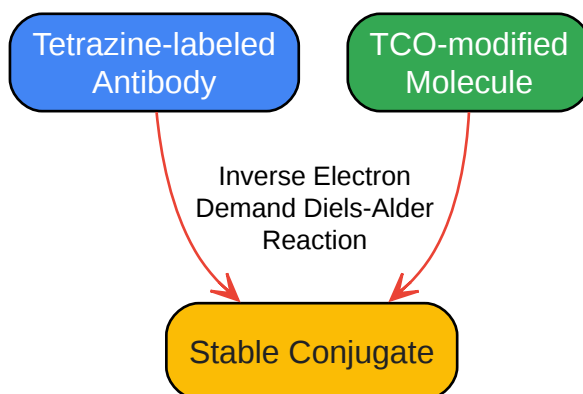 Tetrazine-labeled
Antibody
TCO-modified
Molecule
Inverse Electron
Demand Diels-Alder
Reaction
Stable Conjugate